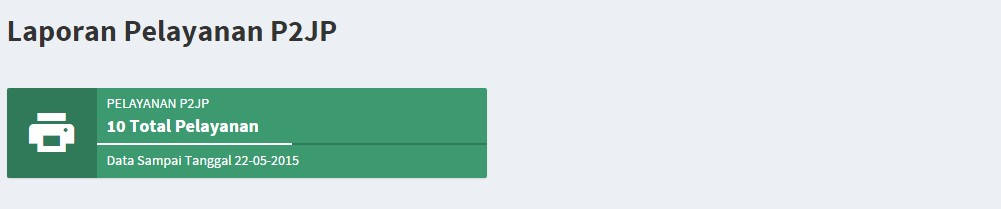 Laporan Pelayanan P2JP
PELAYANAN P2JP
10 Total Pelayanan
Data Sampai Tanggal 22-05-2015